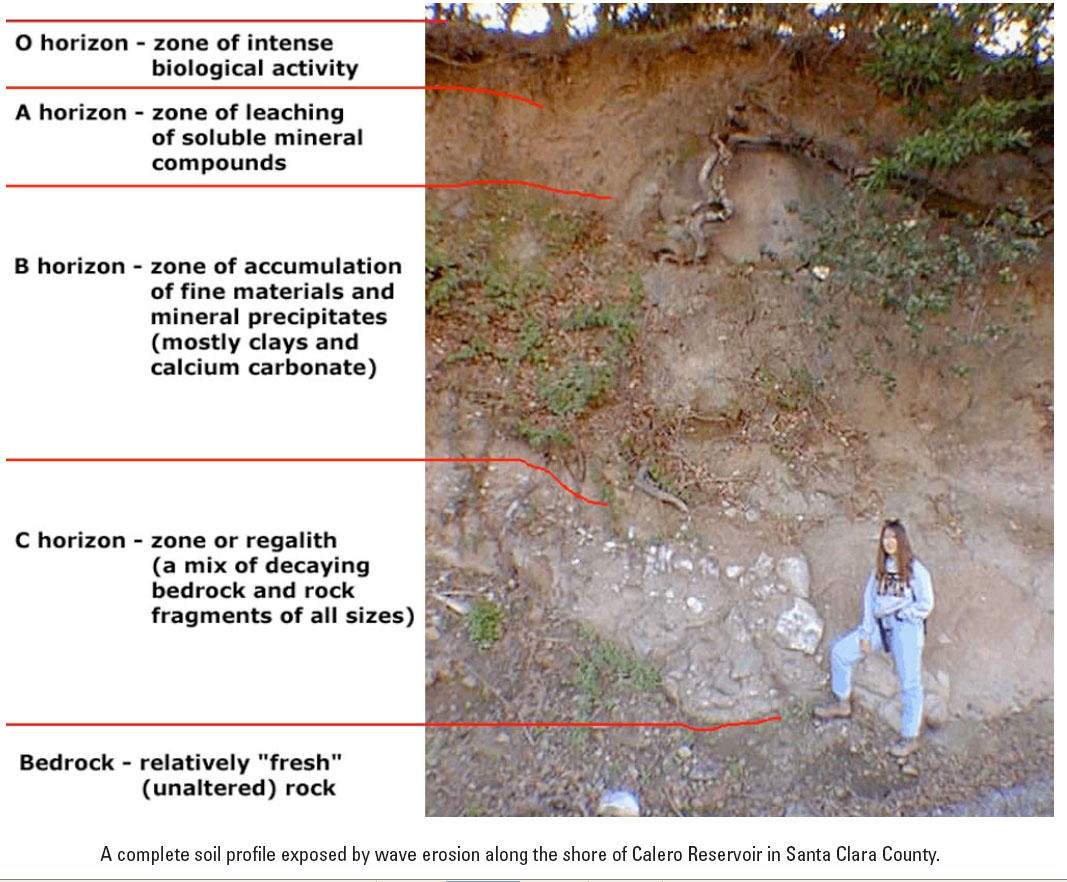 O horizon - zone of intense
biological activity
A horizon - zone of leaching
of soluble mineral
compounds
B horizon - zone of accumulation
of fine materials and
mineral precipitates
(mostly clays and
calcium carbonate)
C horizon - zone or regalith
(a mix of decaying
bedrock and rock
fragments of all sizes)
Bedrock - relatively "fresh"
(unaltered) rock
A complete soil profile exposed by wave erosion along the shore of Calero Reservoir in Santa Clara County.